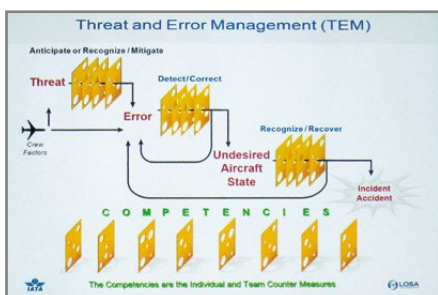 Threat and Error Management (TEM)
Anticipate or Recognize / Mitigate
Threat
Detect/Correct
Error
Crew
Factors
Recognize / Recover
Undesired
Aircraft
State
Incident
Accident
COMPETENCIES
The Competencies are the Individual and Team Counter Measures
IATA
LOSA